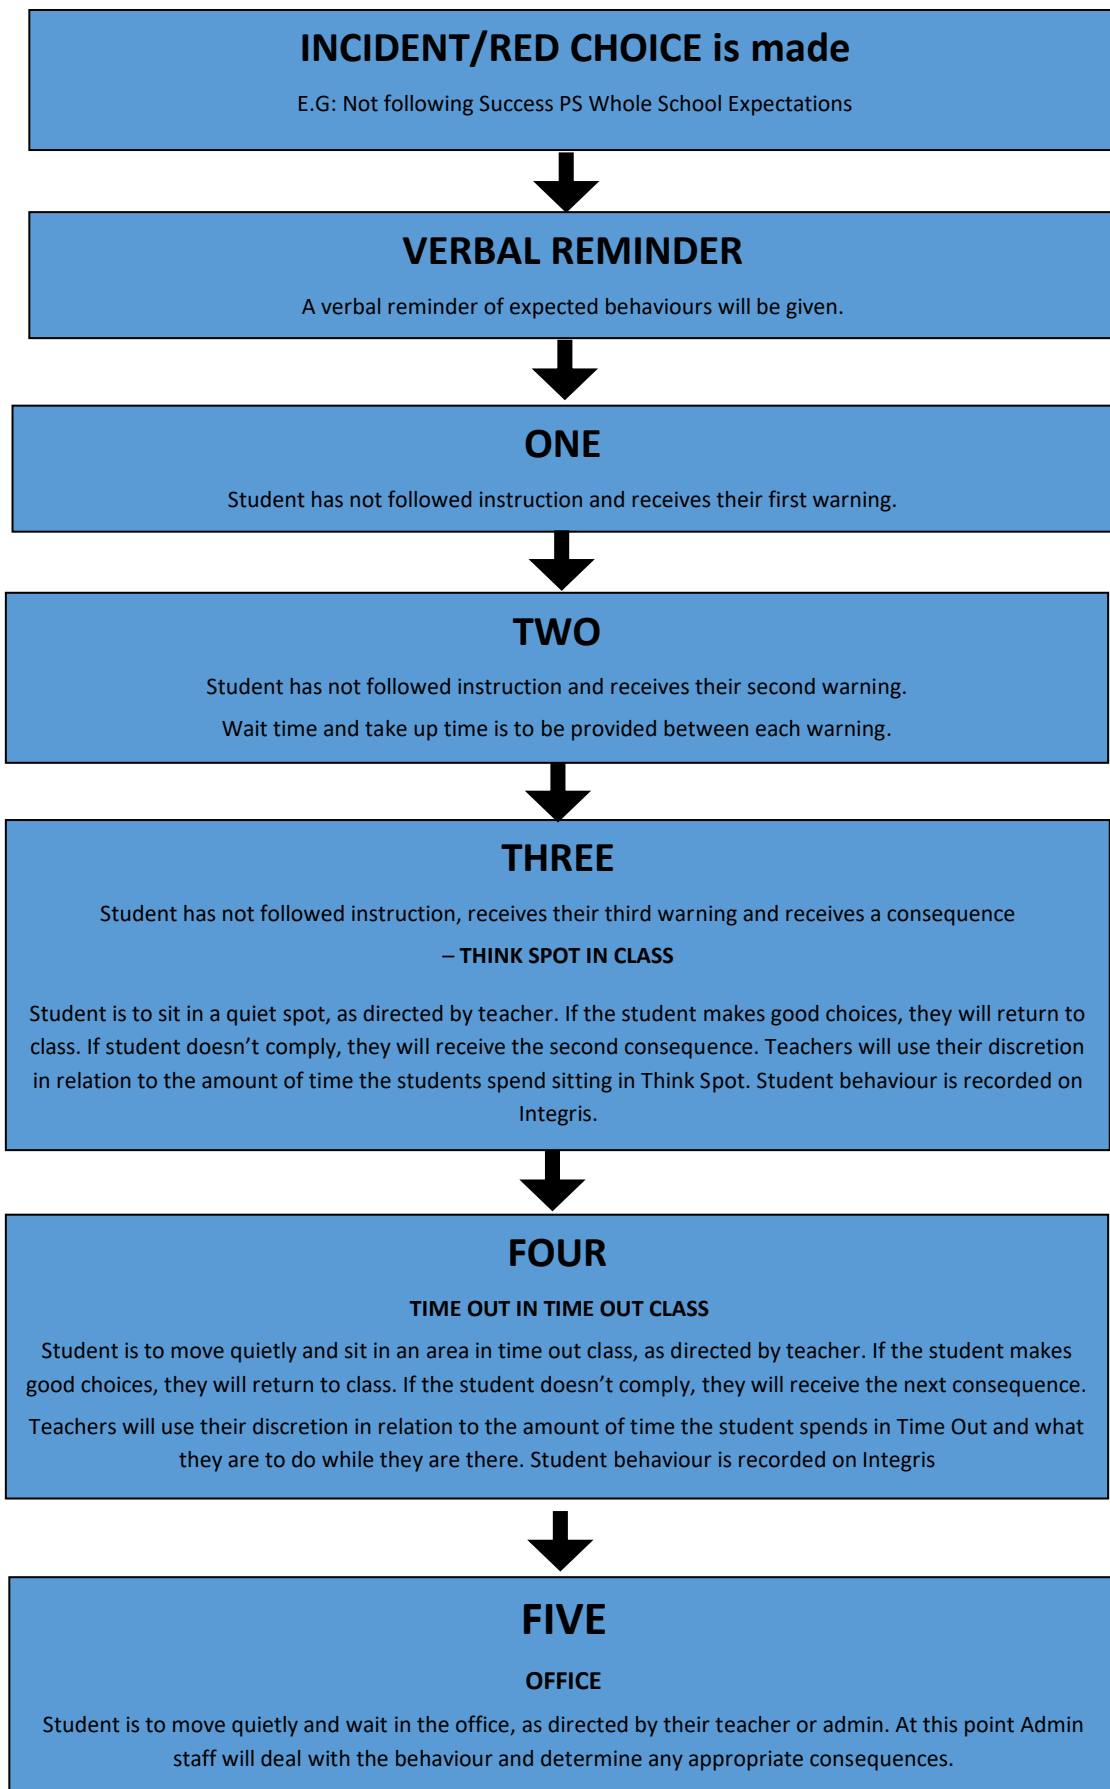 INCIDENT/RED CHOICE is made
E.G: Not following Success PS Whole School Expectations
VERBAL REMINDER
A verbal reminder of expected behaviours will be given.
ONE
Student has not followed instruction and receives their first warning.
TWO
Student has not followed instruction and receives their second warning.
Wait time and take up time is to be provided between each warning.
THREE
Student has not followed instruction, receives their third warning and receives a consequence
– THINK SPOT IN CLASS
Student is to sit in a quiet spot, as directed by teacher. If the student makes good choices, they will return to
class. If student doesn’t comply, they will receive the second consequence. Teachers will use their discretion
in relation to the amount of time the students spend sitting in Think Spot. Student behaviour is recorded on
Integris.
FOUR
TIME OUT IN TIME OUT CLASS
Student is to move quietly and sit in an area in time out class, as directed by teacher. If the student makes
good choices, they will return to class. If the student doesn’t comply, they will receive the next consequence.
Teachers will use their discretion in relation to the amount of time the student spends in Time Out and what
they are to do while they are there. Student behaviour is recorded on Integris
FIVE
OFFICE
Student is to move quietly and wait in the office, as directed by their teacher or admin. At this point Admin
staff will deal with the behaviour and determine any appropriate consequences.